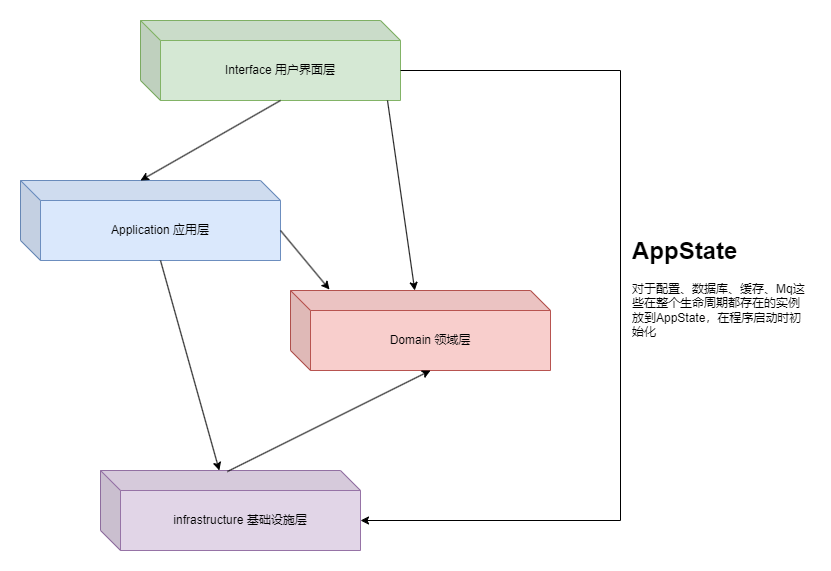 Interface 用户界面层
Application 应用层
AppState
对于配置、数据库、缓存、Mq这
些在整个生命周期都存在的实例
放到AppState，在程序启动时初
始化
Domain 领域层
infrastructure 基础设施层